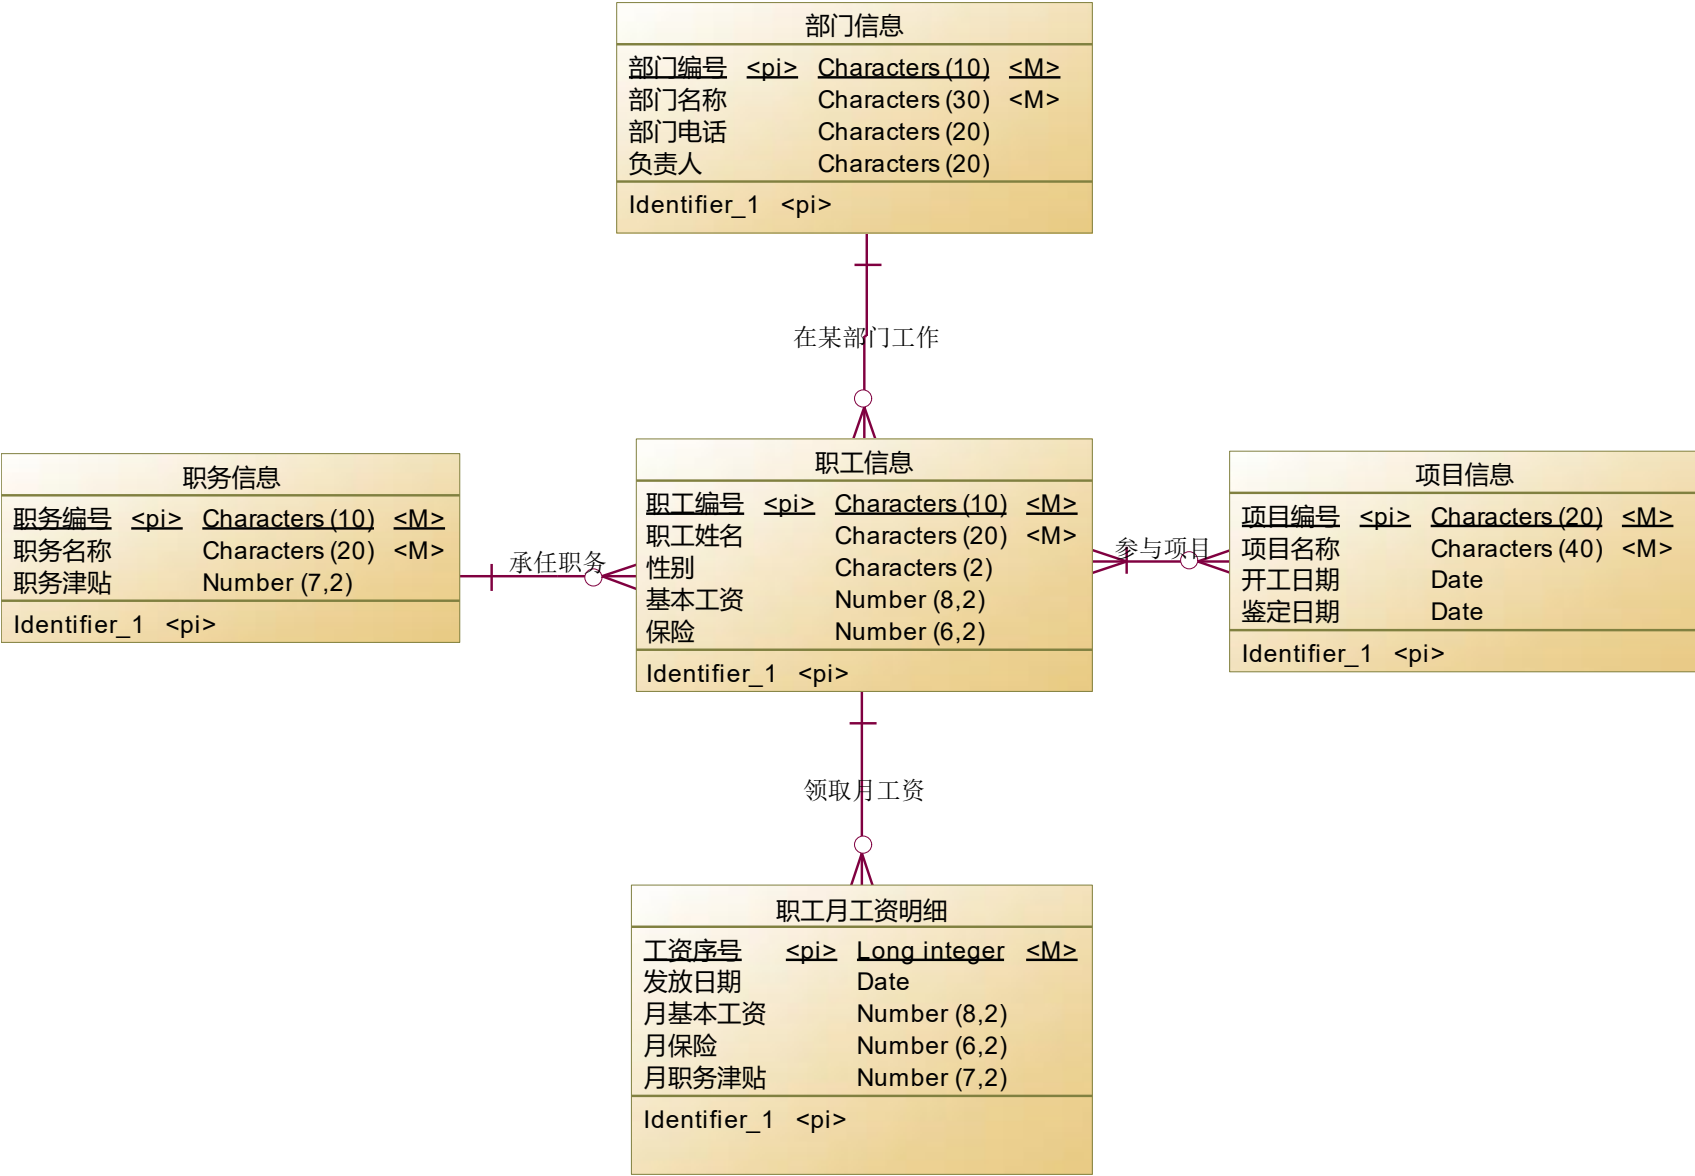 部门信息
部门编号 <pi> Characters (10) <M>
部门名称 Characters (30) <M>
部门电话 Characters (20)
负责人 Characters (20)
Identifier_1 <pi>
在某部门工作
职务信息
职务编号 <pi> Characters (10) <M>
职务名称 Characters (20) <M>
职务津贴 Number (7,2)
Identifier_1 <pi>
承任职务
职工信息
职工编号 <pi> Characters (10) <M>
职工姓名 Characters (20) <M>
性别 Characters (2)
基本工资 Number (8,2)
保险 Number (6,2)
Identifier_1 <pi>
参与项目
项目信息
项目编号 <pi> Characters (20) <M>
项目名称 Characters (40) <M>
开工日期 Date
鉴定日期 Date
Identifier_1 <pi>
领取月工资
职工月工资明细
工资序号 <pi> Long integer <M>
发放日期 Date
月基本工资 Number (8,2)
月保险 Number (6,2)
月职务津贴 Number (7,2)
Identifier_1 <pi>